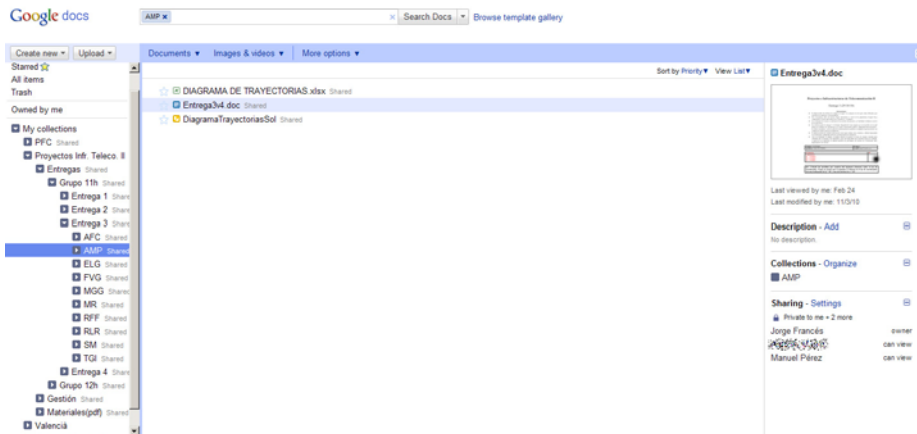 Google docs
AMP ×
× Search Docs ▼ Browse template gallery
Create new ▼ Upload ▼
Documents ▼ Images & videos ▼ More options ▼
Starred
All items
Trash
Owned by me
My collections
PFC Shared
Proyectos Infr. Teleco. II
Entregas Shared
Grupo 11h Shared
Entrega 1 Share
Entrega 2 Share
Entrega 3 Share
AFC Shared
AMP Shared
ELG Shared
FVG Shared
MGG Shared
MR Shared
RFF Shared
RLR Shared
SM Shared
TGI Shared
Entrega 4 Share
Grupo 12h Shared
Gestión Shared
Materiales(pdf) Shared
Valencià
Sort by Priority▼ View List▼
DIAGRAMA DE TRAYECTORIAS.xlsx Shared
Entrega3v4.doc Shared
DiagramaTrayectoriasSol Shared
Entrega3v4.doc
Last viewed by me: Feb 24
Last modified by me: 11/3/10
Description - Add
No description.
Collections - Organize
AMP
Sharing - Settings
Private to me + 2 more
Jorge Francés owner
can view
Manuel Pérez can view